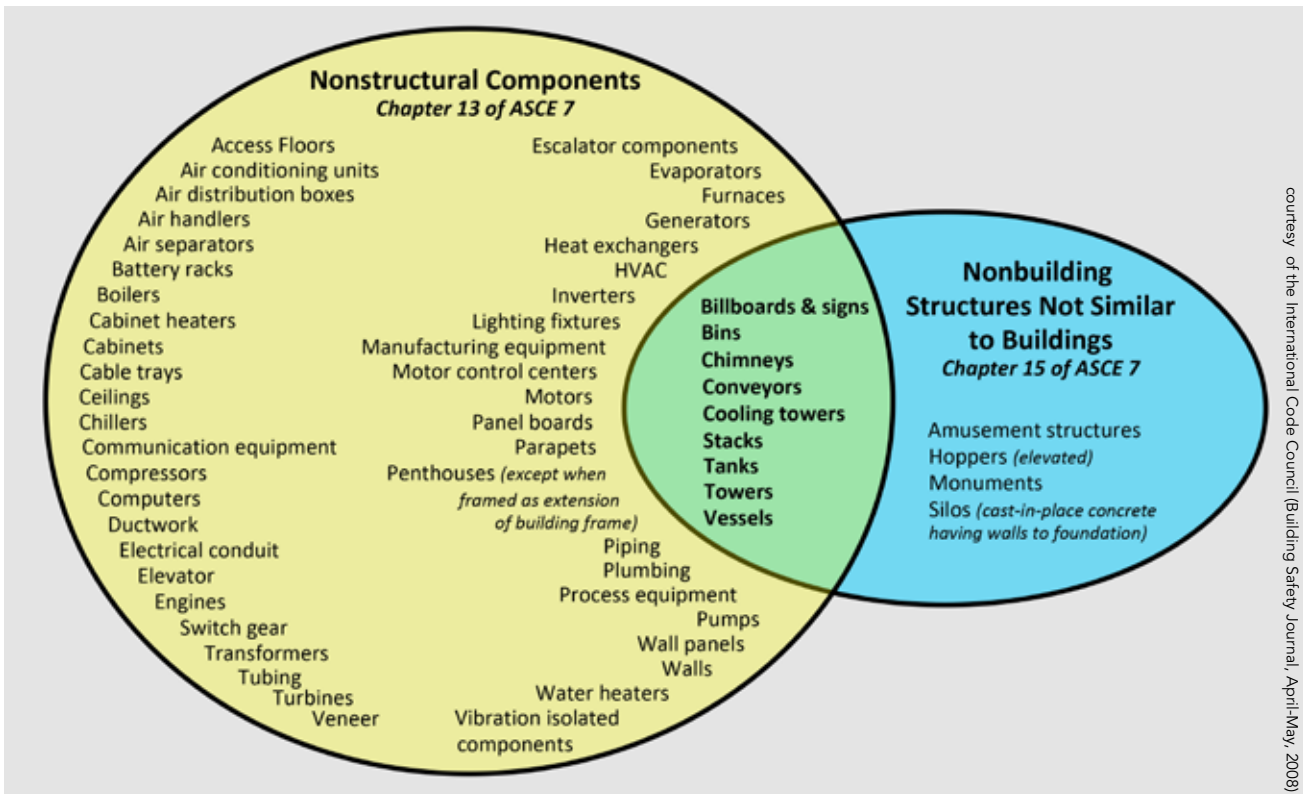 Nonstructural Components
Chapter 13 of ASCE 7
Access Floors
Air conditioning units
Air distribution boxes
Air handlers
Air separators
Battery racks
Boilers
Cabinet heaters
Cabinets
Cable trays
Ceilings
Chillers
Communication equipment
Compressors
Computers
Ductwork
Electrical conduit
Elevator
Engines
Switch gear
Transformers
Tubing
Turbines
Veneer
Escalator components
Evaporators
Furnaces
Generators
Heat exchangers
HVAC
Inverters
Lighting fixtures
Manufacturing equipment
Motor control centers
Motors
Panel boards
Parapets
Penthouses (except when
framed as extension
of building frame)
Piping
Plumbing
Process equipment
Pumps
Wall panels
Walls
Water heaters
Vibration isolated
components
Billboards & signs
Bins
Chimneys
Conveyors
Cooling towers
Stacks
Tanks
Towers
Vessels
Nonbuilding
Structures Not Similar
to Buildings
Chapter 15 of ASCE 7
Amusement structures
Hoppers (elevated)
Monuments
Silos (cast-in-place concrete
having walls to foundation)
courtesy of the International Code Council (Building Safety Journal, April-May, 2008)